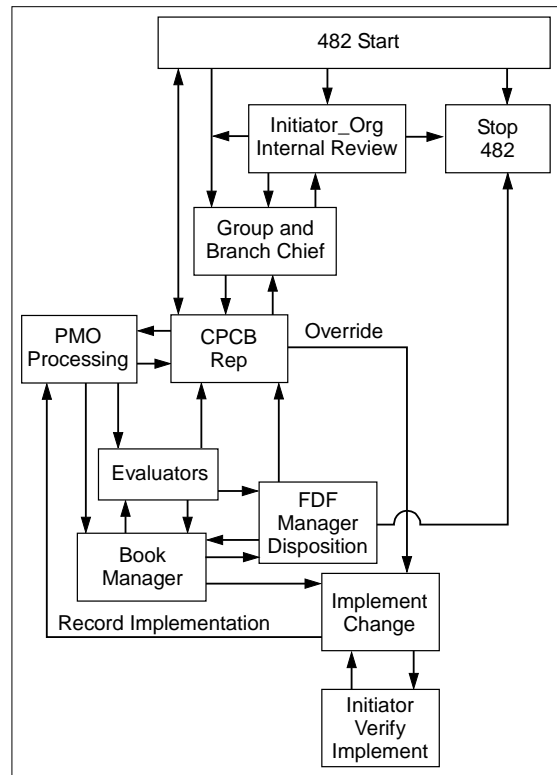 482 Start
Initiator_Org
Internal Review
Stop
482
Group and
Branch Chief
PMO
Processing
CPCB
Rep
Override
Evaluators
FDF
Manager
Disposition
Book
Manager
Implement
Change
Record Implementation
Initiator
Verify
Implement